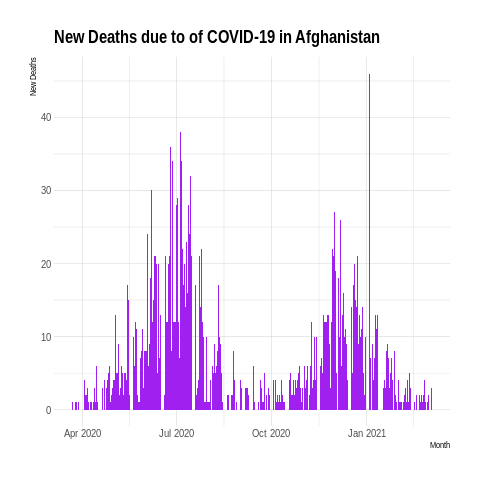 New Deaths due to of COVID-19 in Afghanistan
New Deaths
40
30
20
10
0
Apr 2020 Jul 2020 Oct 2020 Jan 2021
Month